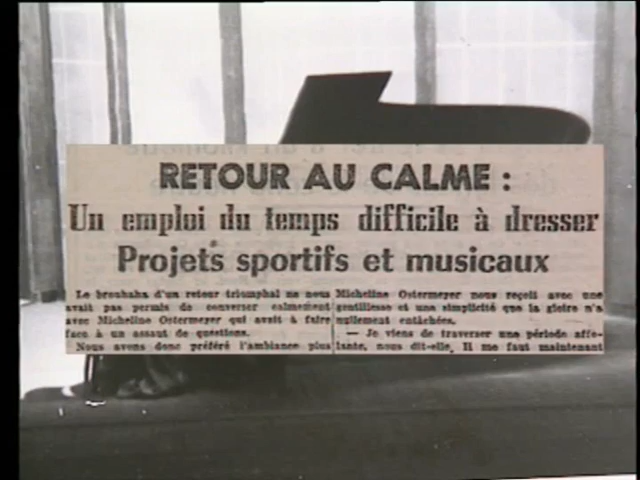 RETOUR AU CALME :
Un emploi du temps difficile à dresser
Projets sportifs et musicaux
Le brouhaha d'un retour triomphal ne nous
avait pas permis de converser calmement
avec Micheline Ostermeyer qui avait à faire
face à un assaut de questions.
Nous avons donc préféré l'ambiance plus
Micheline Ostermeyer nous reçoit avec une
gentillesse et une simplicité que la gloire n'a
nullement entichées.
— Je viens de traverser une période affo-
lante, nous dit-elle. Il me faut maintenant